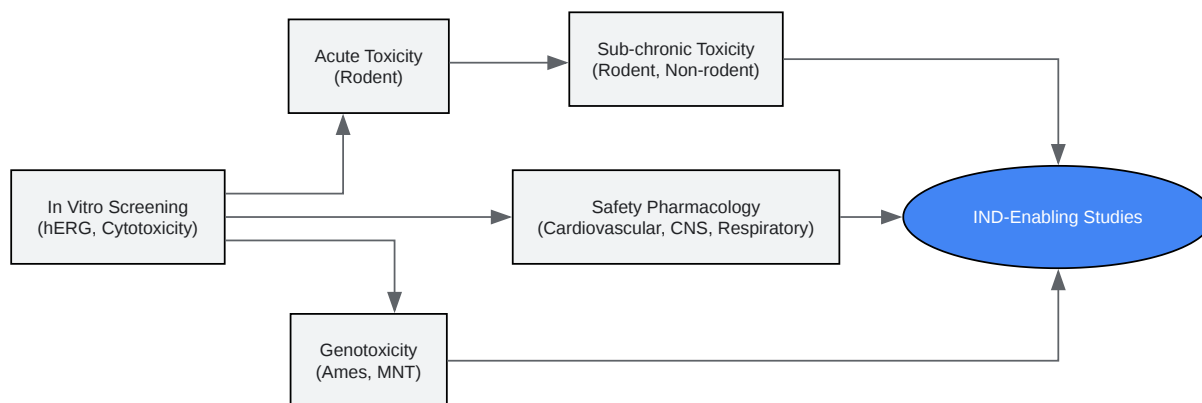 Acute Toxicity
(Rodent)
Sub-chronic Toxicity
(Rodent, Non-rodent)
In Vitro Screening
(hERG, Cytotoxicity)
Safety Pharmacology
(Cardiovascular, CNS, Respiratory)
IND-Enabling Studies
Genotoxicity
(Ames, MNT)